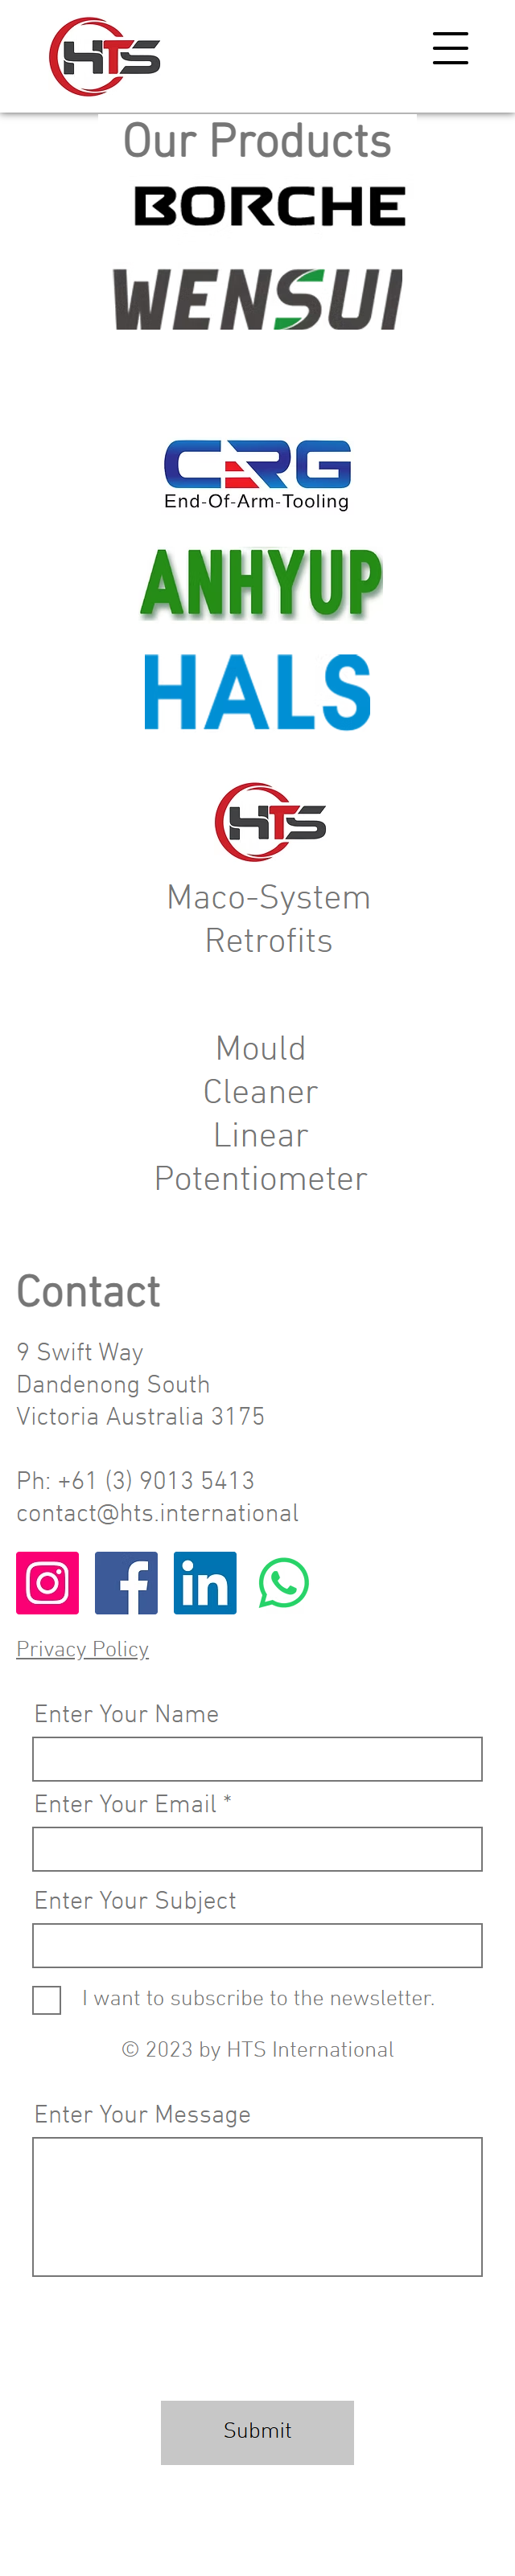 HTS
Our Products
BORCHE
WENSUI
CRG
End-Of-Arm-Tooling
ANHYUP
HALS
HTS
Maco-System
Retrofits
Mould
Cleaner
Linear
Potentiometer
Contact
9 Swift Way
Dandenong South
Victoria Australia 3175
Ph: +61 (3) 9013 5413
contact@hts.international
Privacy Policy
Enter Your Name
Enter Your Email *
Enter Your Subject
I want to subscribe to the newsletter.
© 2023 by HTS International
Enter Your Message
Submit